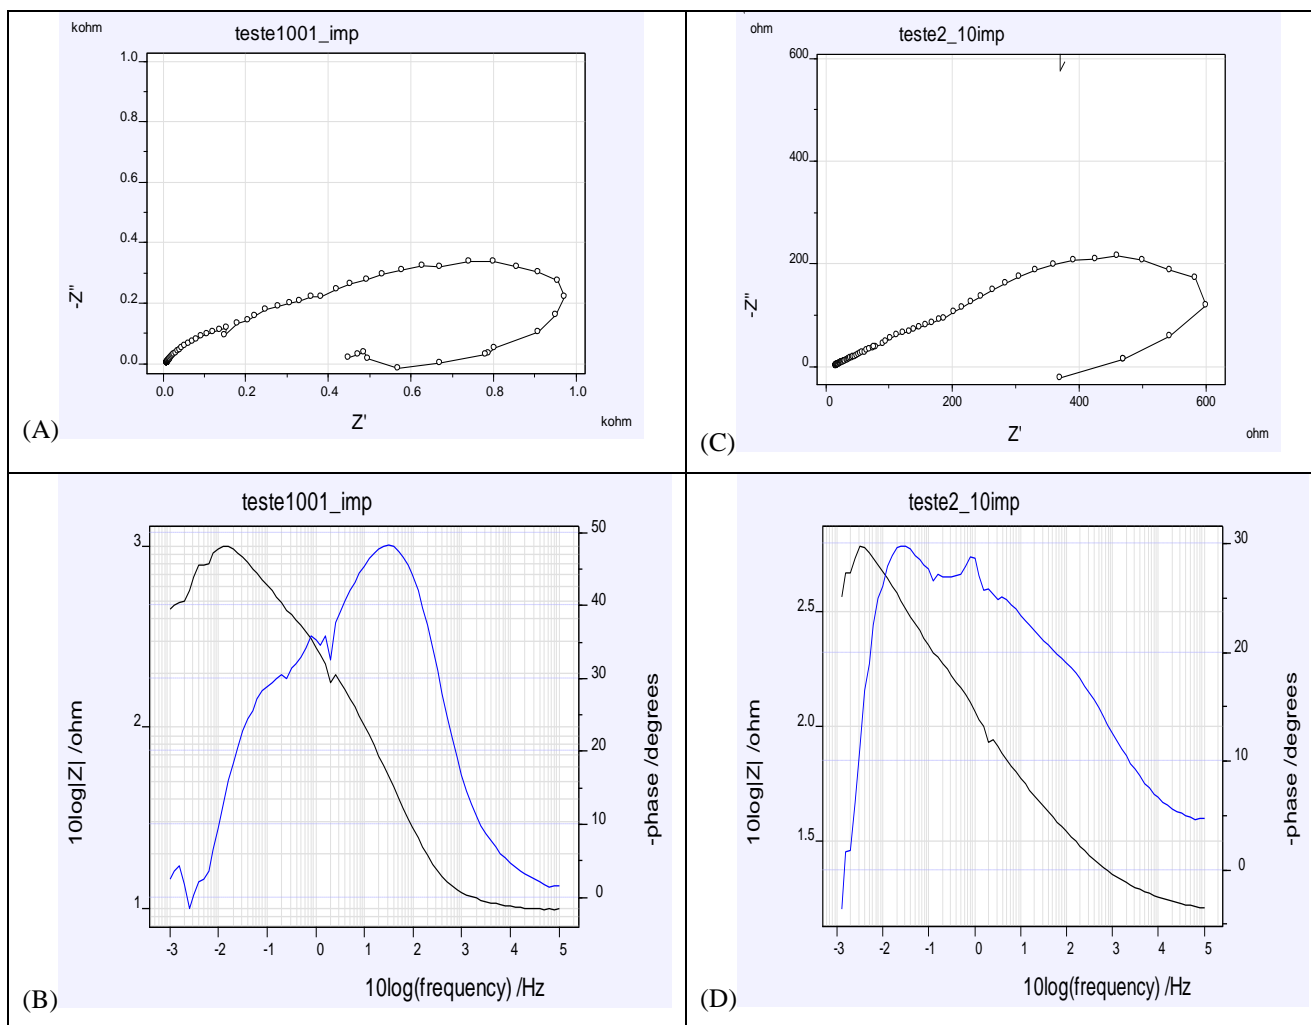 kohm
teste1001_imp
1.0
0.8
0.6
0.4
0.2
0.0
-Z"
0.0 0.2 0.4 0.6 0.8 1.0
Z'
kohm
(A)
ohm
teste2_10imp
600
400
200
0
-Z"
0 200 400 600
Z'
ohm
(C)
teste1001_imp
3
2
1
10log|Z| /ohm
50
40
30
20
10
0
-phase /degrees
-3 -2 -1 0 1 2 3 4 5
10log(frequency) /Hz
(B)
teste2_10imp
2.5
2.0
1.5
10log|Z| /ohm
30
20
10
0
-phase /degrees
-3 -2 -1 0 1 2 3 4 5
10log(frequency) /Hz
(D)